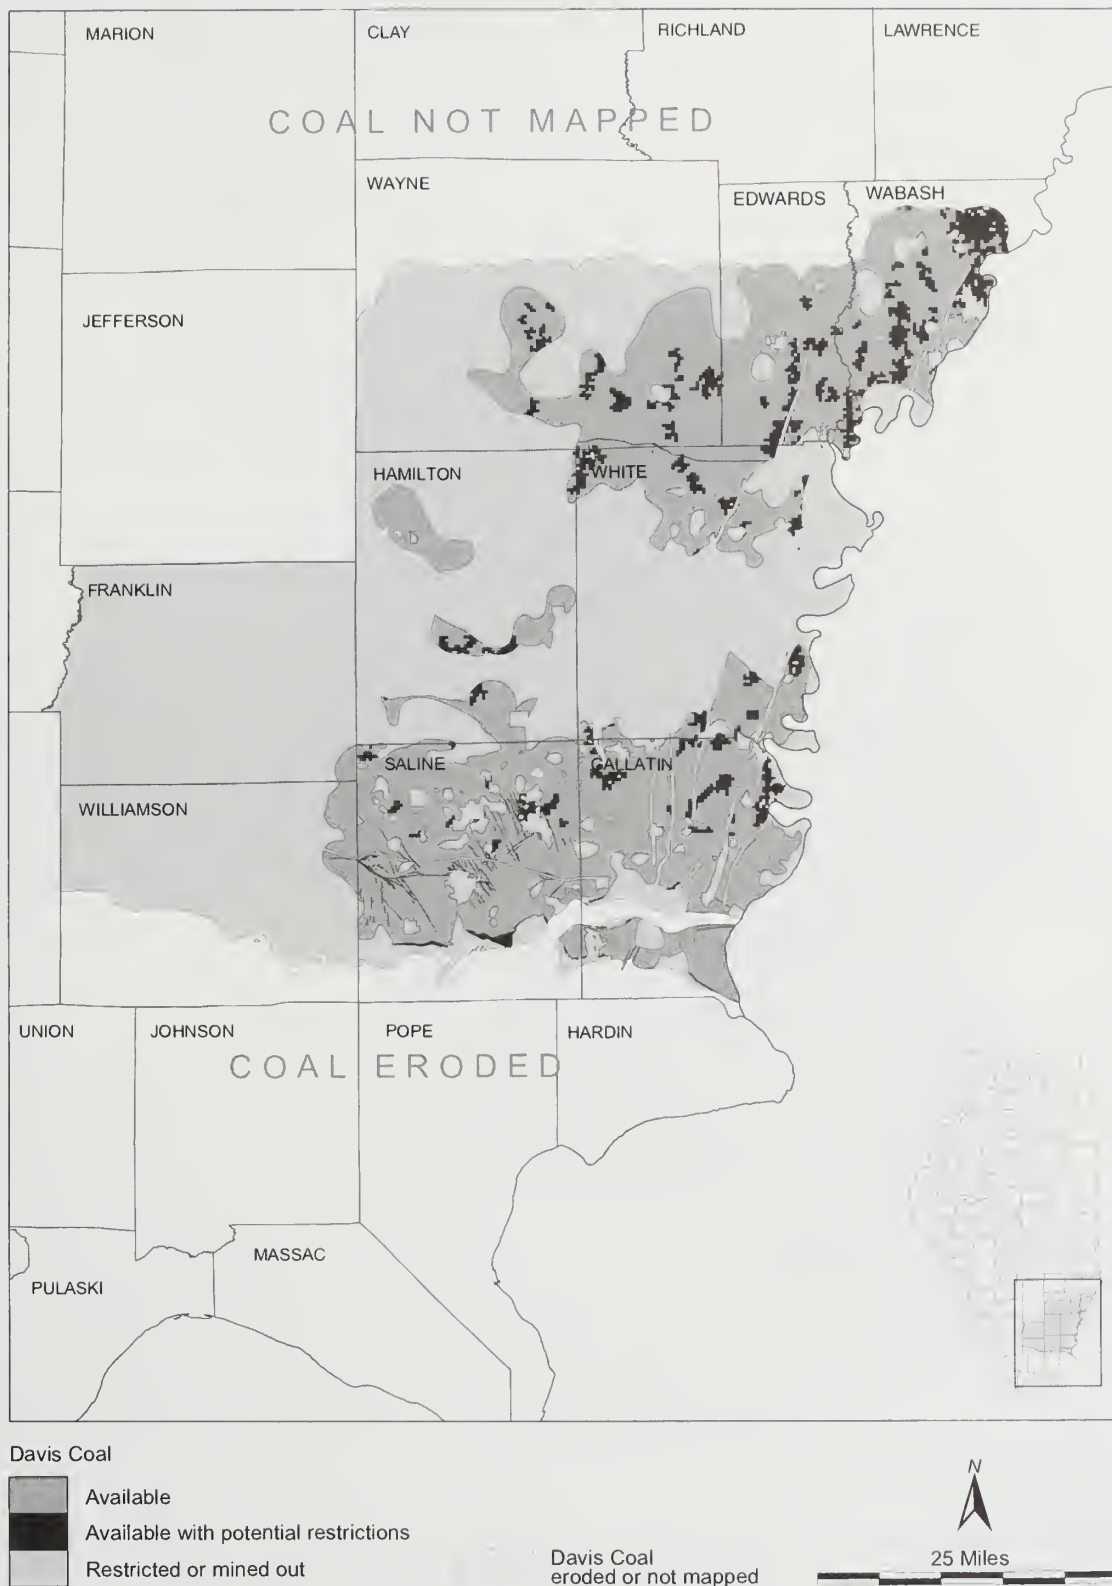 MARION
CLAY
RICHLAND
LAWRENCE
COAL NOT MAPPED
WAYNE
EDWARDS
WABASH
JEFFERSON
HAMILTON
WHITE
FRANKLIN
SALINE
GALLATIN
WILLIAMSON
UNION
JOHNSON
POPE
HARDIN
COAL ERODED
MASSAC
PULASKI
Davis Coal
Available
Available with potential restrictions
Restricted or mined out
Davis Coal
eroded or not mapped
N
25 Miles